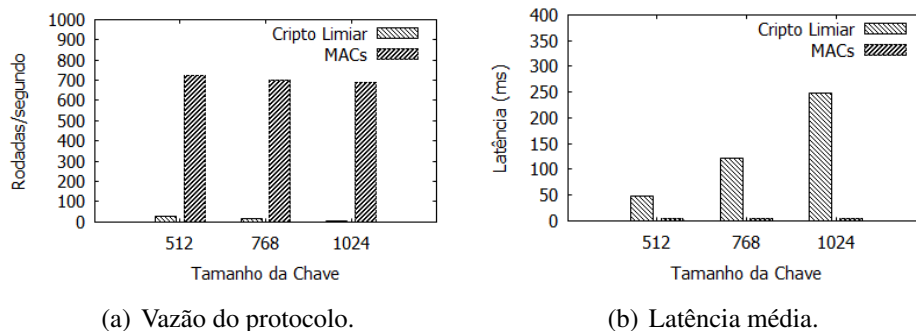 1000
900
800
700
600
500
400
300
200
100
0
Rodadas/segundo
Cripto Limiar
MACs
512 768 1024
Tamanho da Chave
(a) Vazão do protocolo.
400
350
300
250
200
150
100
50
0
Latência (ms)
Cripto Limiar
MACs
512 768 1024
Tamanho da Chave
(b) Latência média.